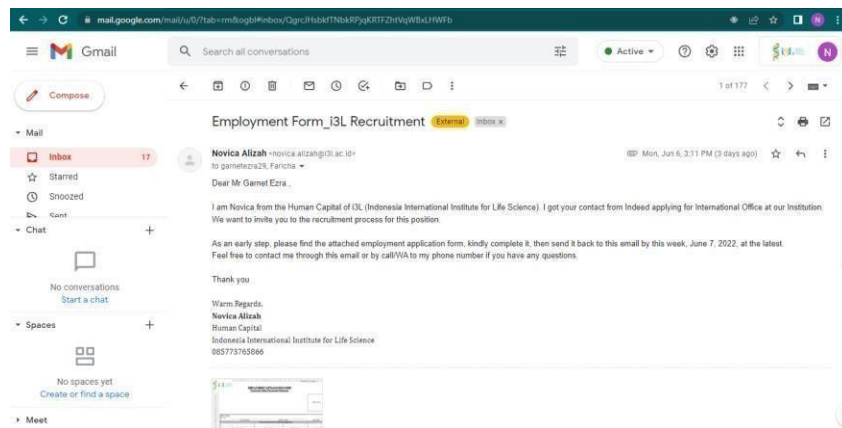 mail.google.com/mail/u/0/?tab=rm&ogbl#inbox/
Gmail
Search all conversations
Active
N
Compose
1 of 177
Employment Form_i3L Recruitment External Inbox x
Mail
Inbox 17
Starred
Snoozed
Sent
Novica Alizah <novica.alizah@i3l.ac.id>
Mon, Jun 6, 3:11 PM (3 days ago)
to garnetezra29, Faricha
Dear Mr Garnet Ezra.,
I am Novica from the Human Capital of i3L (Indonesia International Institute for Life Science). I got your contact from Indeed applying for International Office at our Institution.
We want to invite you to the recruitment process for this position.
As an early step, please find the attached employment application form, kindly complete it, then send it back to this email by this week, June 7, 2022, at the latest.
Feel free to contact me through this email or by call/WA to my phone number if you have any questions.
Thank you
Warm Regards,
Novica Alizah
Human Capital
Indonesia International Institute for Life Science
085773765866
Chat
No conversations
Start a chat
Spaces
No spaces yet
Create or find a space
Meet